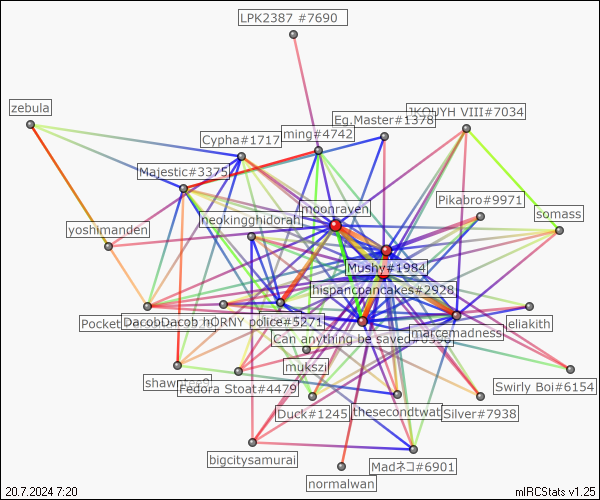 LPK2387 #7690
zebula
Eg.Master#1378
JKOUYH VIII#7034
Cypha#1717
ming#4742
Majestic#3375
Pikabro#9971
moonraven
somass
neokingghidorah
yoshimanden
Mushy#1984
hispancpancakes#2928
Pocket
DacobDacob
hORNY police#5271
marcemadness
eliakith
Can anything be saved
mukszi
Fedora Stoat#4479
Swirly Boi#6154
Duck#1245
thesecondtwat
Silver#7938
bigcitysamurai
Madネコ#6901
normalwan
20.7.2024 7:20
mIRCStats v1.25